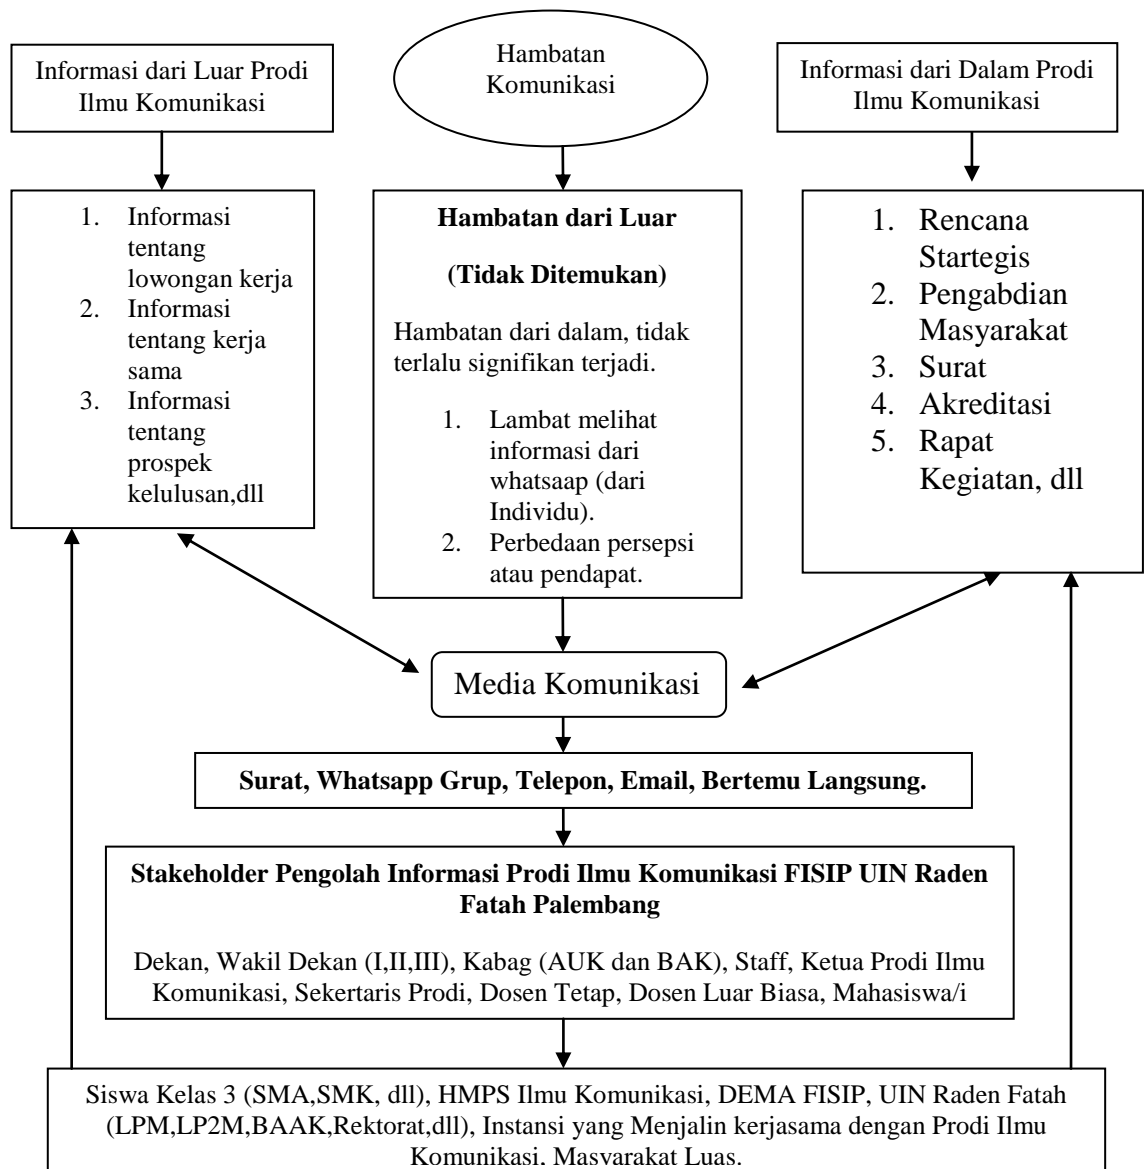 Informasi dari Luar Prodi
Ilmu Komunikasi
Hambatan
Komunikasi
Informasi dari Dalam Prodi
Ilmu Komunikasi
1. Informasi
tentang
lowongan kerja
2. Informasi
tentang kerja
sama
3. Informasi
tentang
prospek
kelulusan,dll
Hambatan dari Luar
(Tidak Ditemukan)
Hambatan dari dalam, tidak
terlalu signifikan terjadi.
1. Lambat melihat
informasi dari
whatsaap (dari
Individu).
2. Perbedaan persepsi
atau pendapat.
1. Rencana
Startegis
2. Pengabdian
Masyarakat
3. Surat
4. Akreditasi
5. Rapat
Kegiatan, dll
Media Komunikasi
Surat, Whatsapp Grup, Telepon, Email, Bertemu Langsung.
Stakeholder Pengolah Informasi Prodi Ilmu Komunikasi FISIP UIN Raden
Fatah Palembang
Dekan, Wakil Dekan (I,II,III), Kabag (AUK dan BAK), Staff, Ketua Prodi Ilmu
Komunikasi, Sekertaris Prodi, Dosen Tetap, Dosen Luar Biasa, Mahasiswa/i
Siswa Kelas 3 (SMA,SMK, dll), HMPS Ilmu Komunikasi, DEMA FISIP, UIN Raden Fatah
(LPM,LP2M,BAAK,Rektorat,dll), Instansi yang Menjalin kerjasama dengan Prodi Ilmu
Komunikasi, Masyarakat Luas.